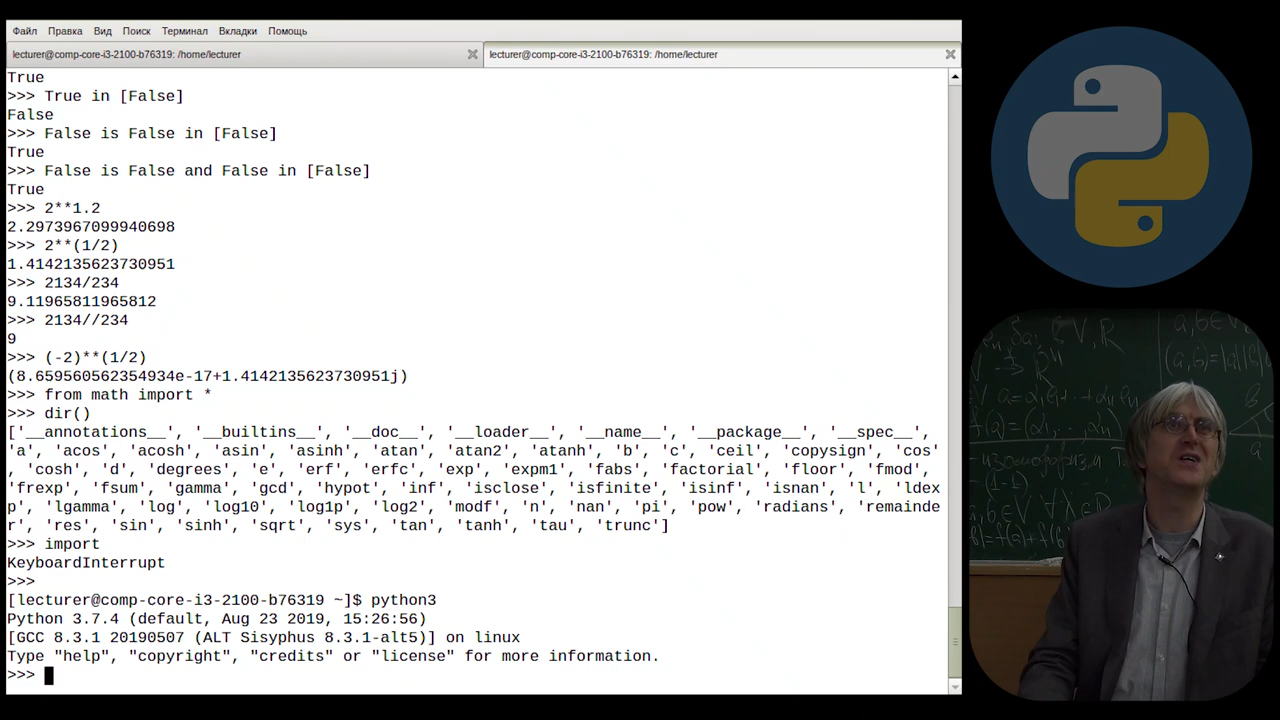 Файл Правка Вид Поиск Терминал Вкладки Помощь
lecturer@comp-core-i3-2100-b76319: /home/lecturer lecturer@comp-core-i3-2100-b76319: /home/lecturer
True
>>> True in [False]
False
>>> False is False in [False]
True
>>> False is False and False in [False]
True
>>> 2**1.2
2.2973967099940698
>>> 2**(1/2)
1.4142135623730951
>>> 2134/234
9.11965811965812
>>> 2134//234
9
>>> (-2)**(1/2)
(8.659560562354934e-17+1.4142135623730951j)
>>> from math import *
>>> dir()
['__annotations__', '__builtins__', '__doc__', '__loader__', '__name__', '__package__', '__spec__',
'a', 'acos', 'acosh', 'asin', 'asinh', 'atan', 'atan2', 'atanh', 'b', 'c', 'ceil', 'copysign', 'cos'
, 'cosh', 'd', 'degrees', 'e', 'erf', 'erfc', 'exp', 'expm1', 'fabs', 'factorial', 'floor', 'fmod',
'frexp', 'fsum', 'gamma', 'gcd', 'hypot', 'inf', 'isclose', 'isfinite', 'isinf', 'isnan', 'l', 'ldex
p', 'lgamma', 'log', 'log10', 'log1p', 'log2', 'modf', 'n', 'nan', 'pi', 'pow', 'radians', 'remainde
r', 'res', 'sin', 'sinh', 'sqrt', 'sys', 'tan', 'tanh', 'tau', 'trunc']
>>> import
KeyboardInterrupt
>>>
[lecturer@comp-core-i3-2100-b76319 ~]$ python3
Python 3.7.4 (default, Aug 23 2019, 15:26:56)
[GCC 8.3.1 20190507 (ALT Sisyphus 8.3.1-alt5)] on linux
Type "help", "copyright", "credits" or "license" for more information.
>>>